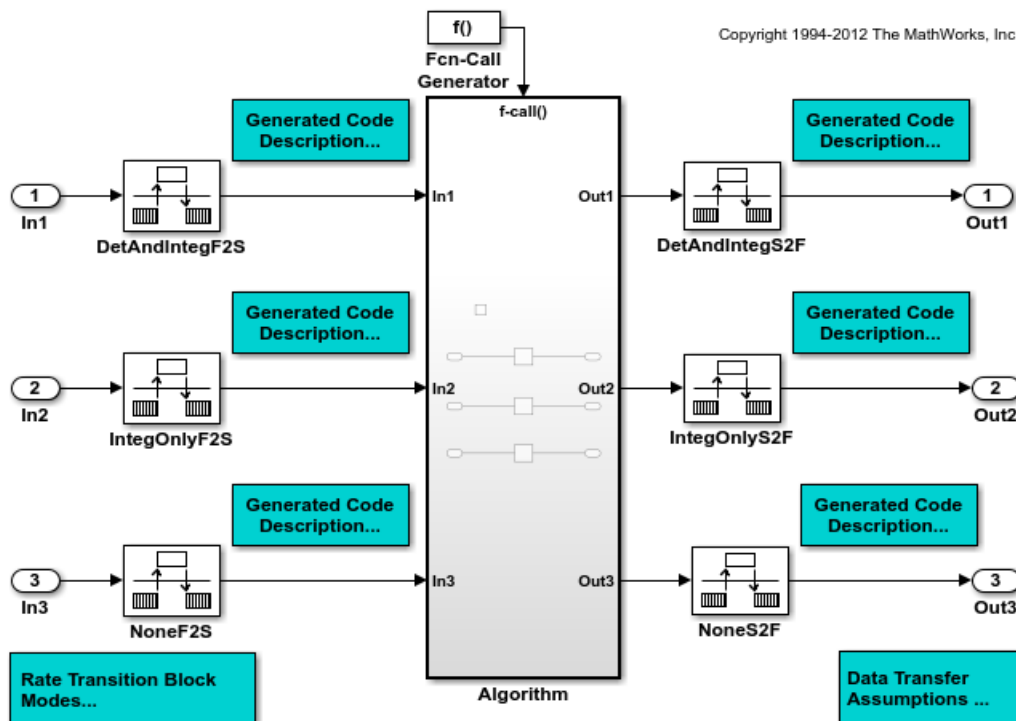 f()
Copyright 1994-2012 The MathWorks, Inc
Fcn-Call
Generator
f-call()
Generated Code
Description...
Generated Code
Description...
1
In1
DetAndIntegF2S
In1
Out1
DetAndIntegS2F
1
Out1
Generated Code
Description...
Generated Code
Description...
2
In2
IntegOnlyF2S
In2
Out2
IntegOnlyS2F
2
Out2
Generated Code
Description...
Generated Code
Description...
3
In3
NoneF2S
In3
Out3
NoneS2F
3
Out3
Rate Transition Block
Modes...
Algorithm
Data Transfer
Assumptions ...